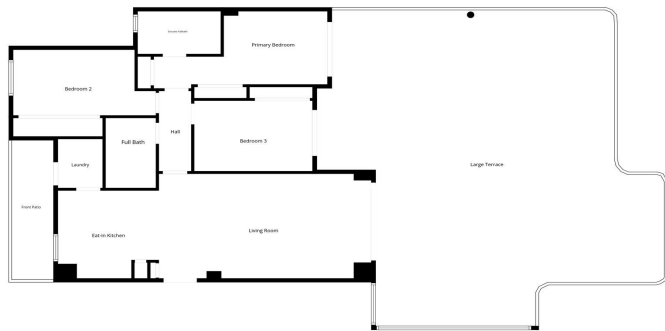 Primary Bedroom
Bedroom 2
Hall
Full Bath
Bedroom 3
Laundry
Large Terrace
Front Patio
Eat-in Kitchen
Living Room